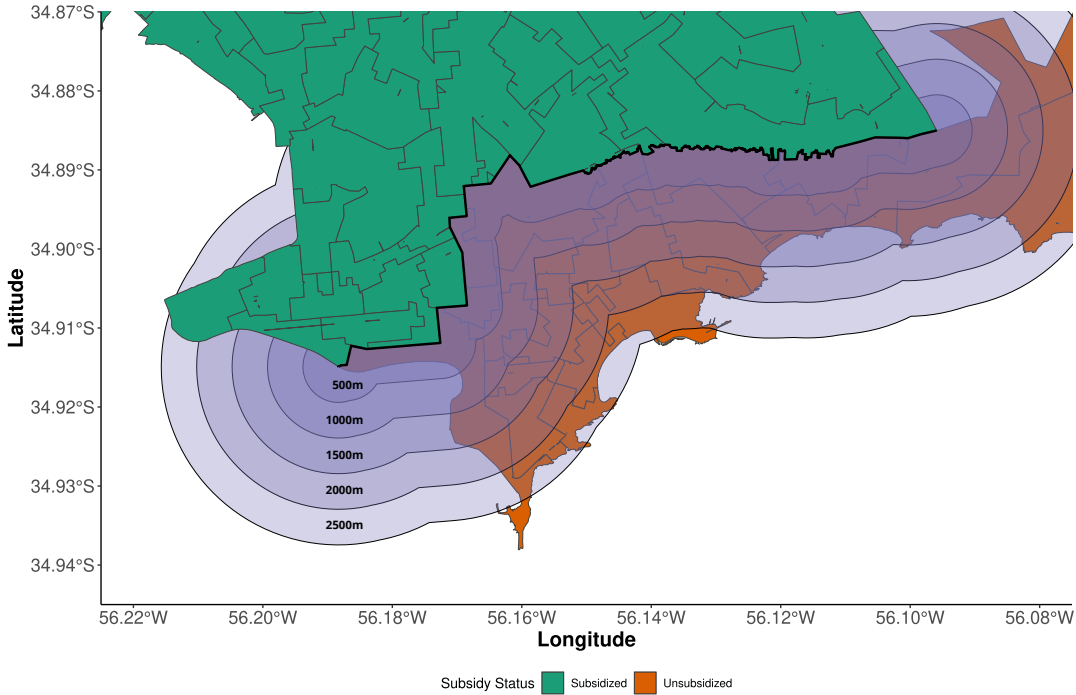 34.87°S
34.88°S
34.89°S
34.90°S
34.91°S
34.92°S
34.93°S
34.94°S
Latitude
500m
1000m
1500m
2000m
2500m
56.22°W 56.20°W 56.18°W 56.16°W 56.14°W 56.12°W 56.10°W 56.08°W
Longitude
Subsidy Status Subsidized Unsubsidized